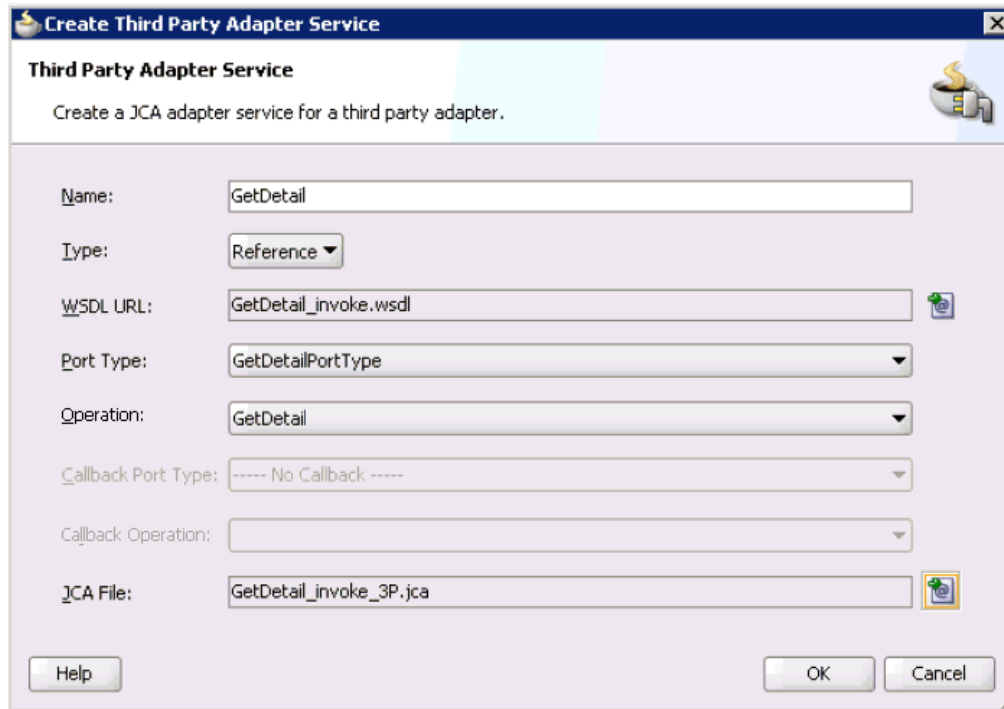 Create Third Party Adapter Service
Third Party Adapter Service
Create a JCA adapter service for a third party adapter.
Name: GetDetail
Type: Reference
WSDL URL: GetDetail_invoke.wsdl
Port Type: GetDetailPortType
Operation: GetDetail
Callback Port Type: ----- No Callback -----
Callback Operation:
JCA File: GetDetail_invoke_3P.jca
Help OK Cancel